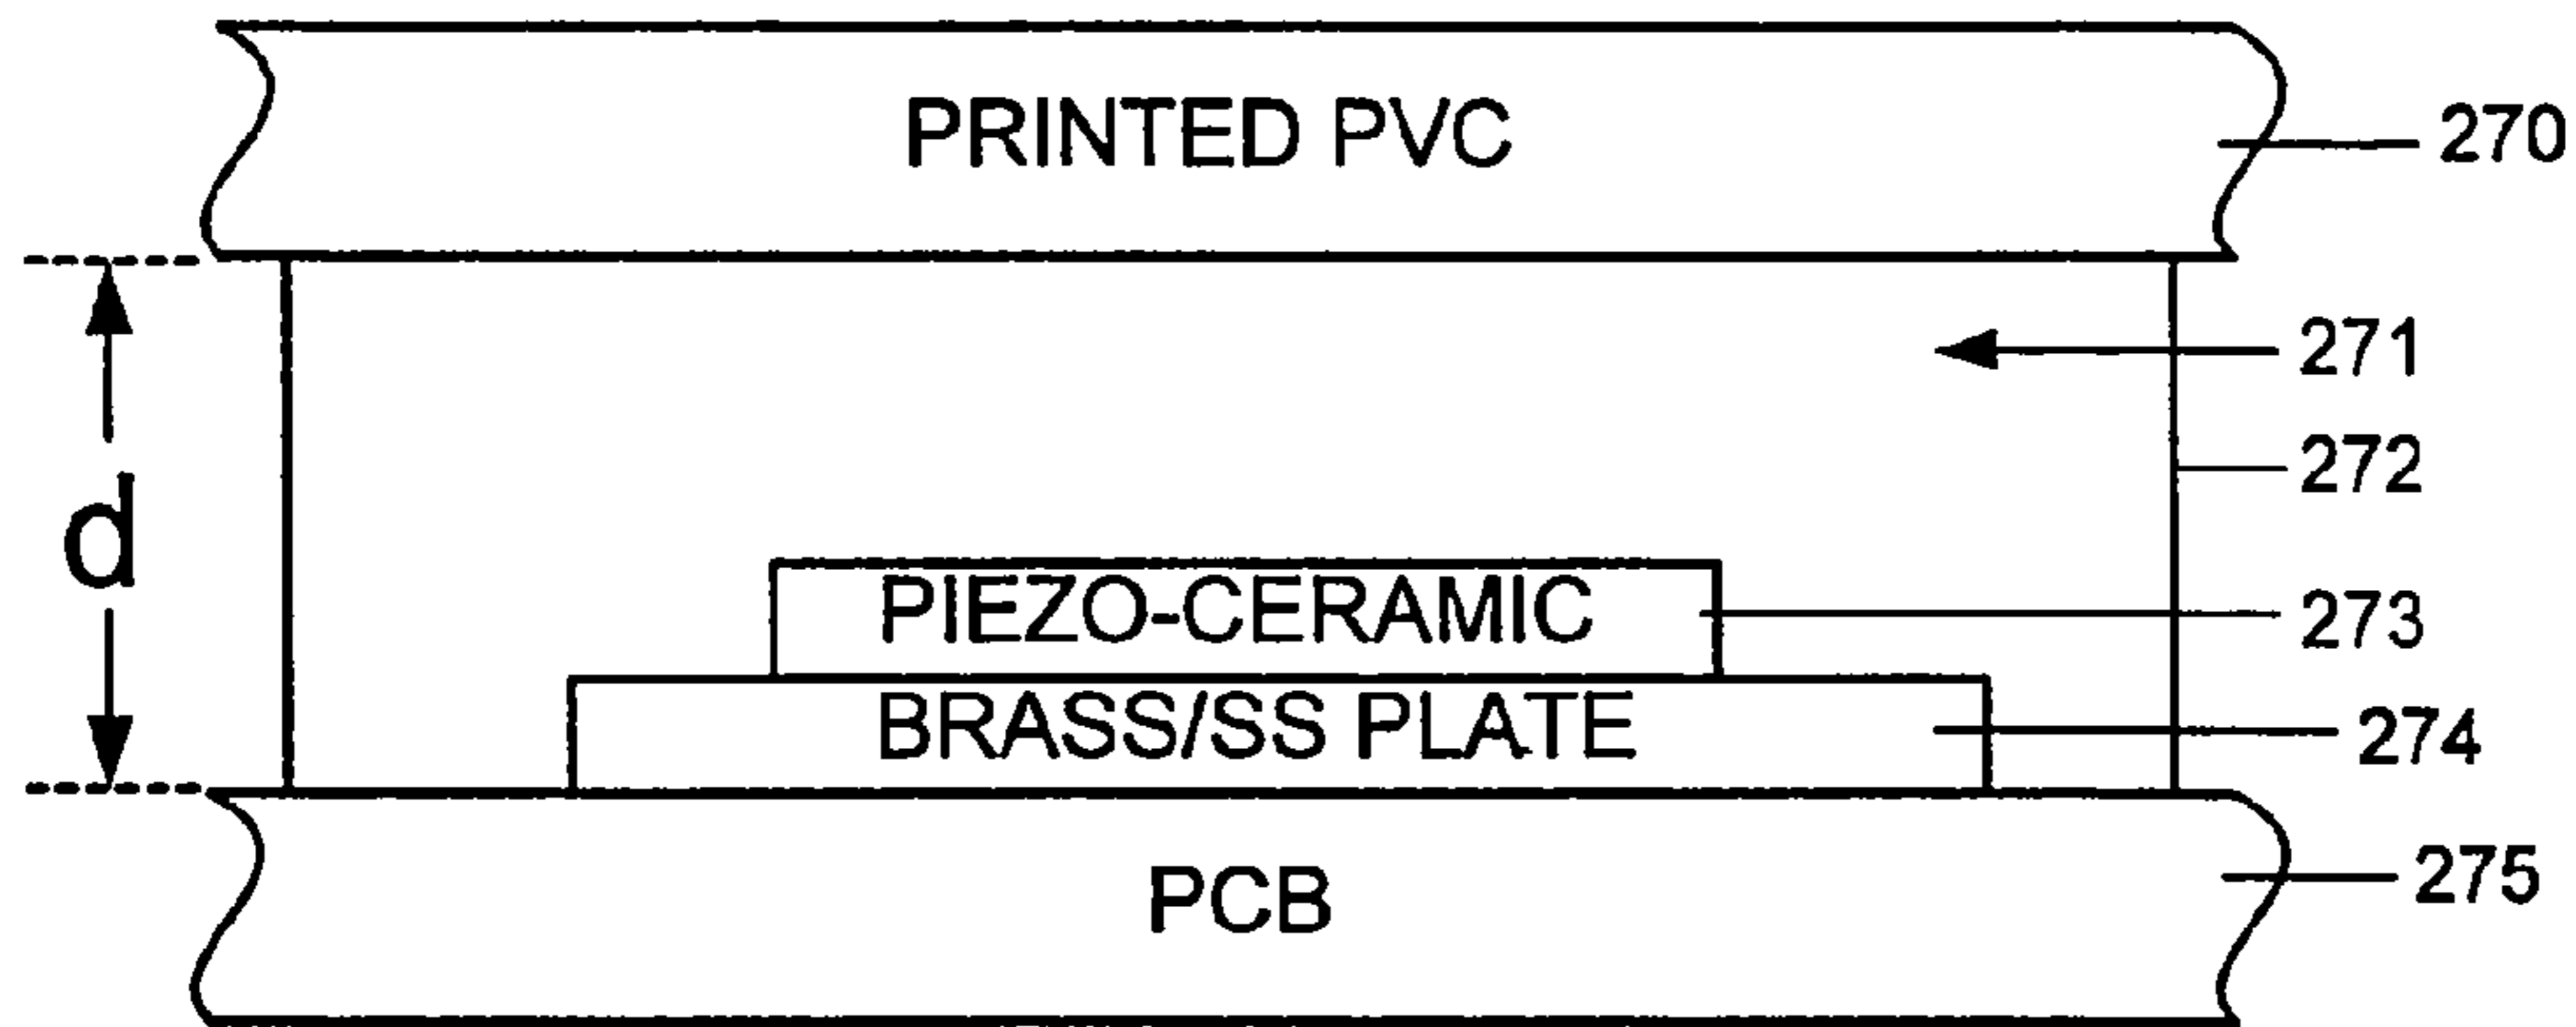 PRINTED PVC
270
271
272
d
PIEZO-CERAMIC
273
BRASS/SS PLATE
274
PCB
275